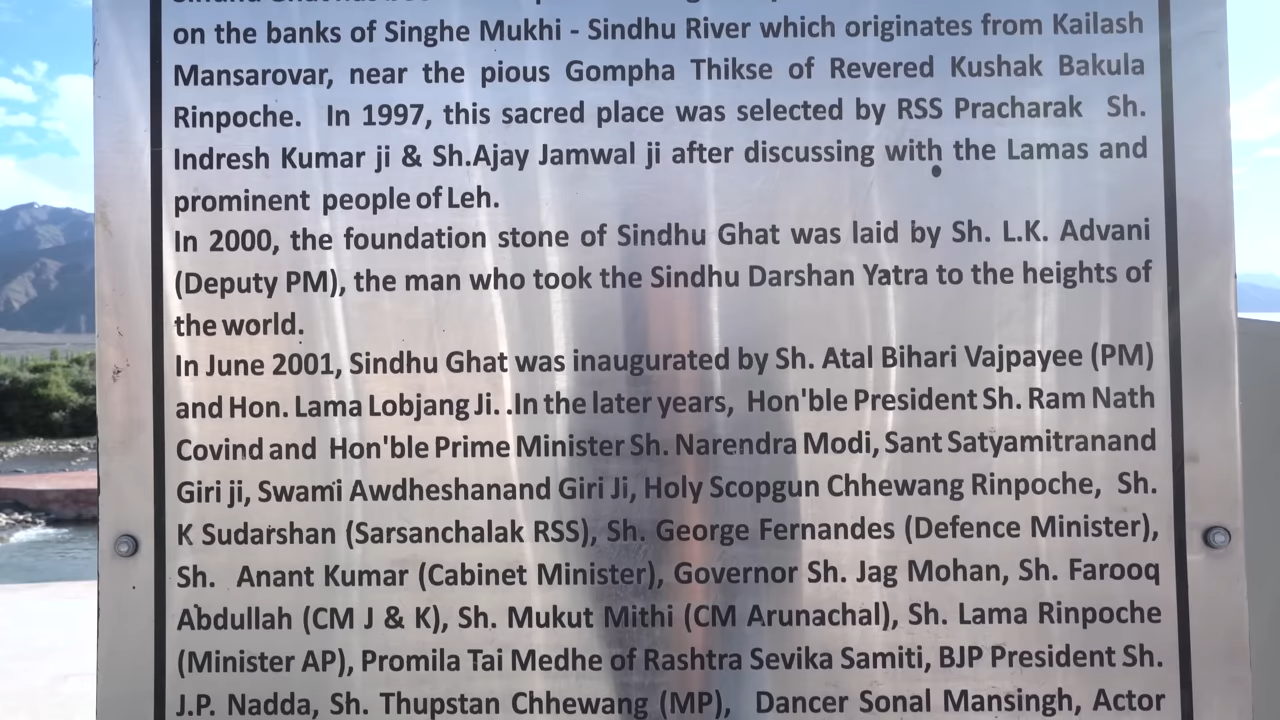 on the banks of Singhe Mukhi - Sindhu River which originates from Kailash
Mansarovar, near the pious Gompha Thikse of Revered Kushak Bakula
Rinpoche. In 1997, this sacred place was selected by RSS Pracharak Sh.
Indresh Kumar ji & Sh.Ajay Jamwal ji after discussing with the Lamas and
prominent people of Leh.
In 2000, the foundation stone of Sindhu Ghat was laid by Sh. L.K. Advani
(Deputy PM), the man who took the Sindhu Darshan Yatra to the heights of
the world.
In June 2001, Sindhu Ghat was inaugurated by Sh. Atal Bihari Vajpayee (PM)
and Hon. Lama Lobjang Ji. .In the later years, Hon'ble President Sh. Ram Nath
Covind and Hon'ble Prime Minister Sh. Narendra Modi, Sant Satyamitranand
Giri ji, Swami Awdheshanand Giri Ji, Holy Scopgun Chhewang Rinpoche, Sh.
K Sudarshan (Sarsanchalak RSS), Sh. George Fernandes (Defence Minister),
Sh. Anant Kumar (Cabinet Minister), Governor Sh. Jag Mohan, Sh. Farooq
Abdullah (CM J & K), Sh. Mukut Mithi (CM Arunachal), Sh. Lama Rinpoche
(Minister AP), Promila Tai Medhe of Rashtra Sevika Samiti, BJP President Sh.
J.P. Nadda, Sh. Thupstan Chhewang (MP), Dancer Sonal Mansingh, Actor